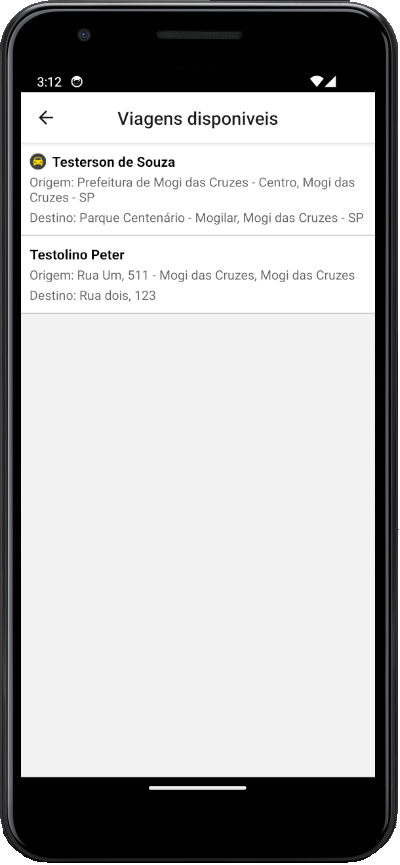 3:12
Viagens disponiveis
Testerson de Souza
Origem: Prefeitura de Mogi das Cruzes - Centro, Mogi das
Cruzes - SP
Destino: Parque Centenário - Mogilar, Mogi das Cruzes - SP
Testolino Peter
Origem: Rua Um, 511 - Mogi das Cruzes, Mogi das Cruzes
Destino: Rua dois, 123